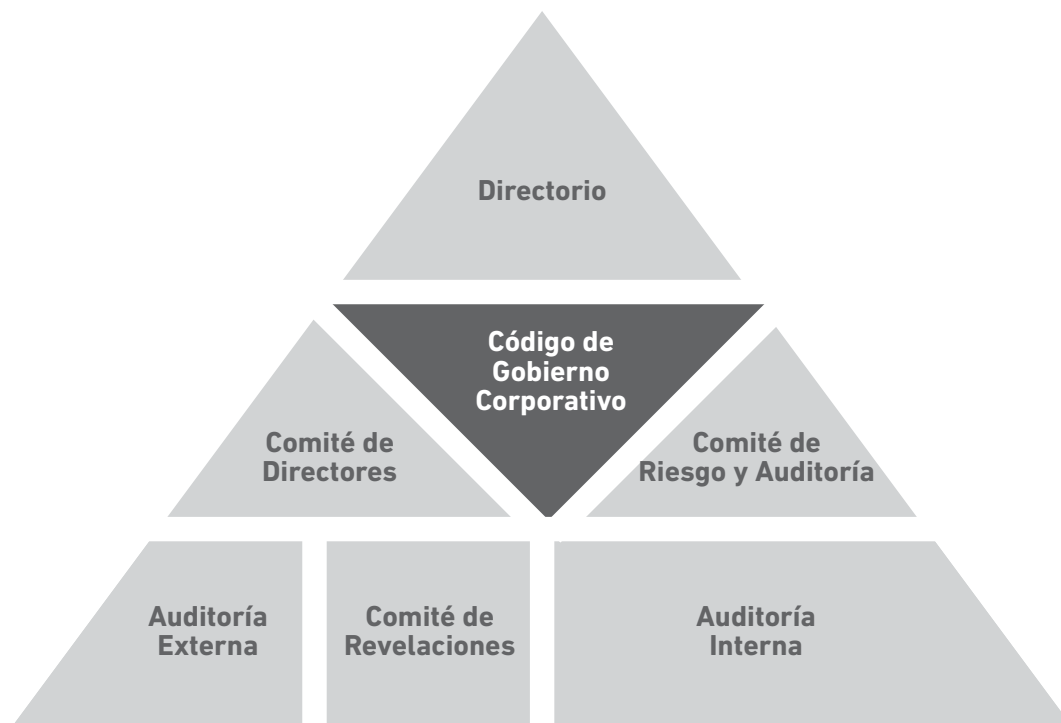 Directorio
Código de
Gobierno
Corporativo
Comité de
Directores
Comité de
Riesgo y Auditoría
Auditoría
Externa
Comité de
Revelaciones
Auditoría
Interna